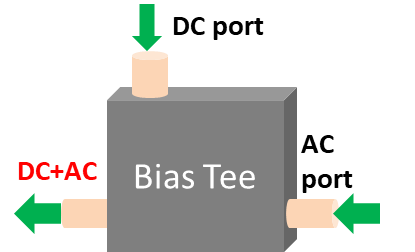 DC port
DC+AC
Bias Tee
AC
port